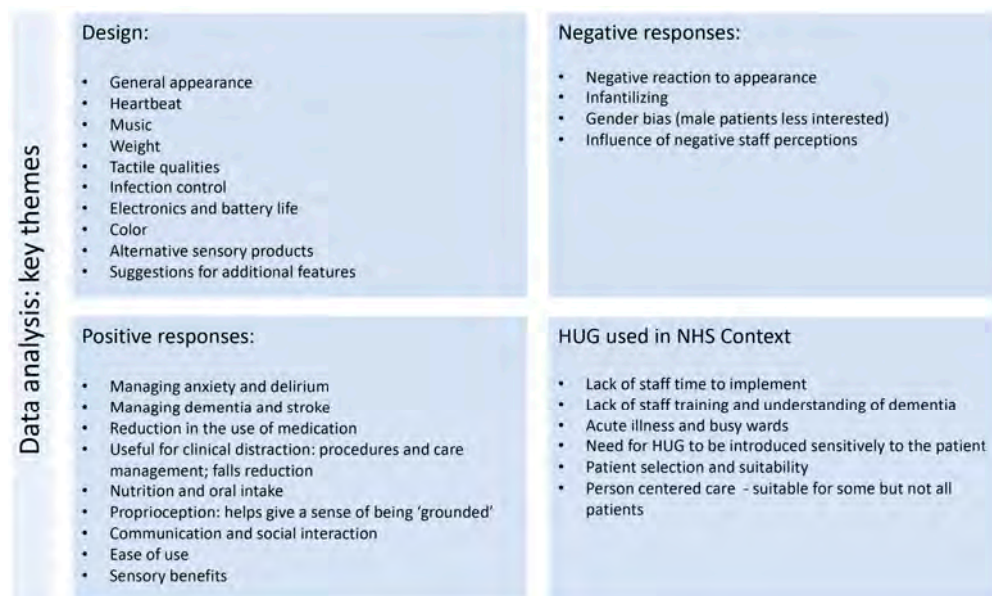 Data analysis: key themes
Design:
• General appearance
• Heartbeat
• Music
• Weight
• Tactile qualities
• Infection control
• Electronics and battery life
• Color
• Alternative sensory products
• Suggestions for additional features
Negative responses:
• Negative reaction to appearance
• Infantilizing
• Gender bias (male patients less interested)
• Influence of negative staff perceptions
Positive responses:
• Managing anxiety and delirium
• Managing dementia and stroke
• Reduction in the use of medication
• Useful for clinical distraction: procedures and care
management; falls reduction
• Nutrition and oral intake
• Proprioception: helps give a sense of being ‘grounded’
• Communication and social interaction
• Ease of use
• Sensory benefits
HUG used in NHS Context
• Lack of staff time to implement
• Lack of staff training and understanding of dementia
• Acute illness and busy wards
• Need for HUG to be introduced sensitively to the patient
• Patient selection and suitability
• Person centered care - suitable for some but not all
patients